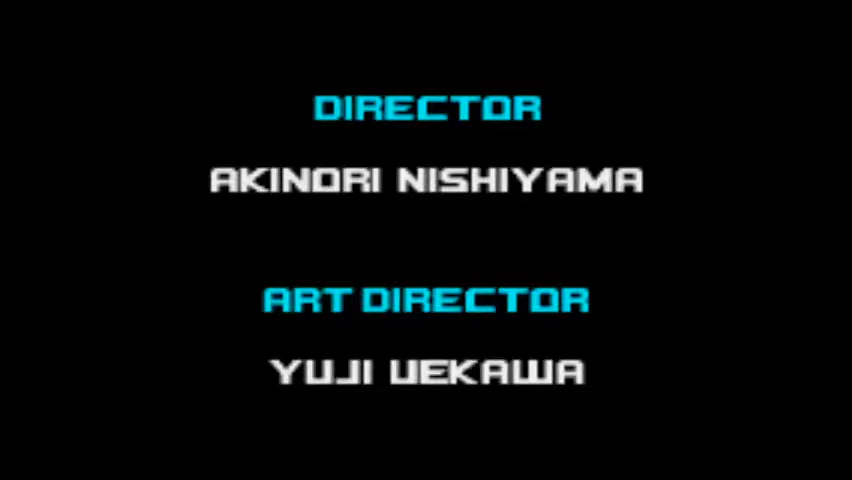 DIRECTOR
AKINORI NISHIYAMA
ART DIRECTOR
YUJI UEKAWA